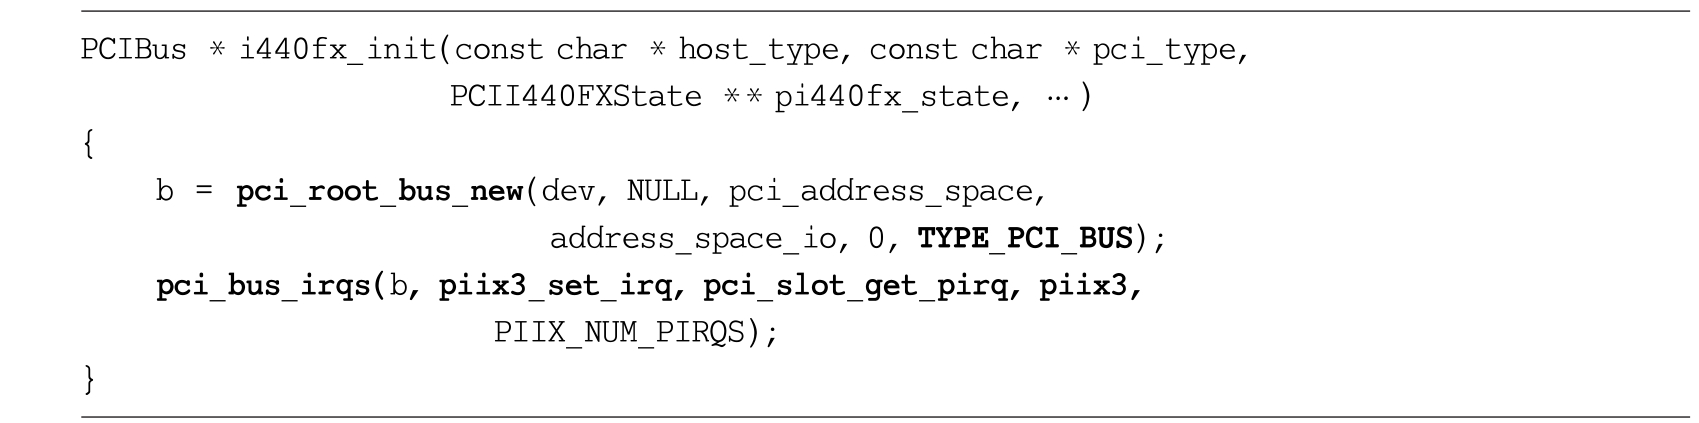 PCIBus * i440fx_init(const char * host_type, const char * pci_type,
PCII440FXState ** pi440fx_state, … )
{
b = pci_root_bus_new(dev, NULL, pci_address_space,
address_space_io, 0, TYPE_PCI_BUS);
pci_bus_irqs(b, piix3_set_irq, pci_slot_get_pirq, piix3,
PIIX_NUM_PIRQS);
}